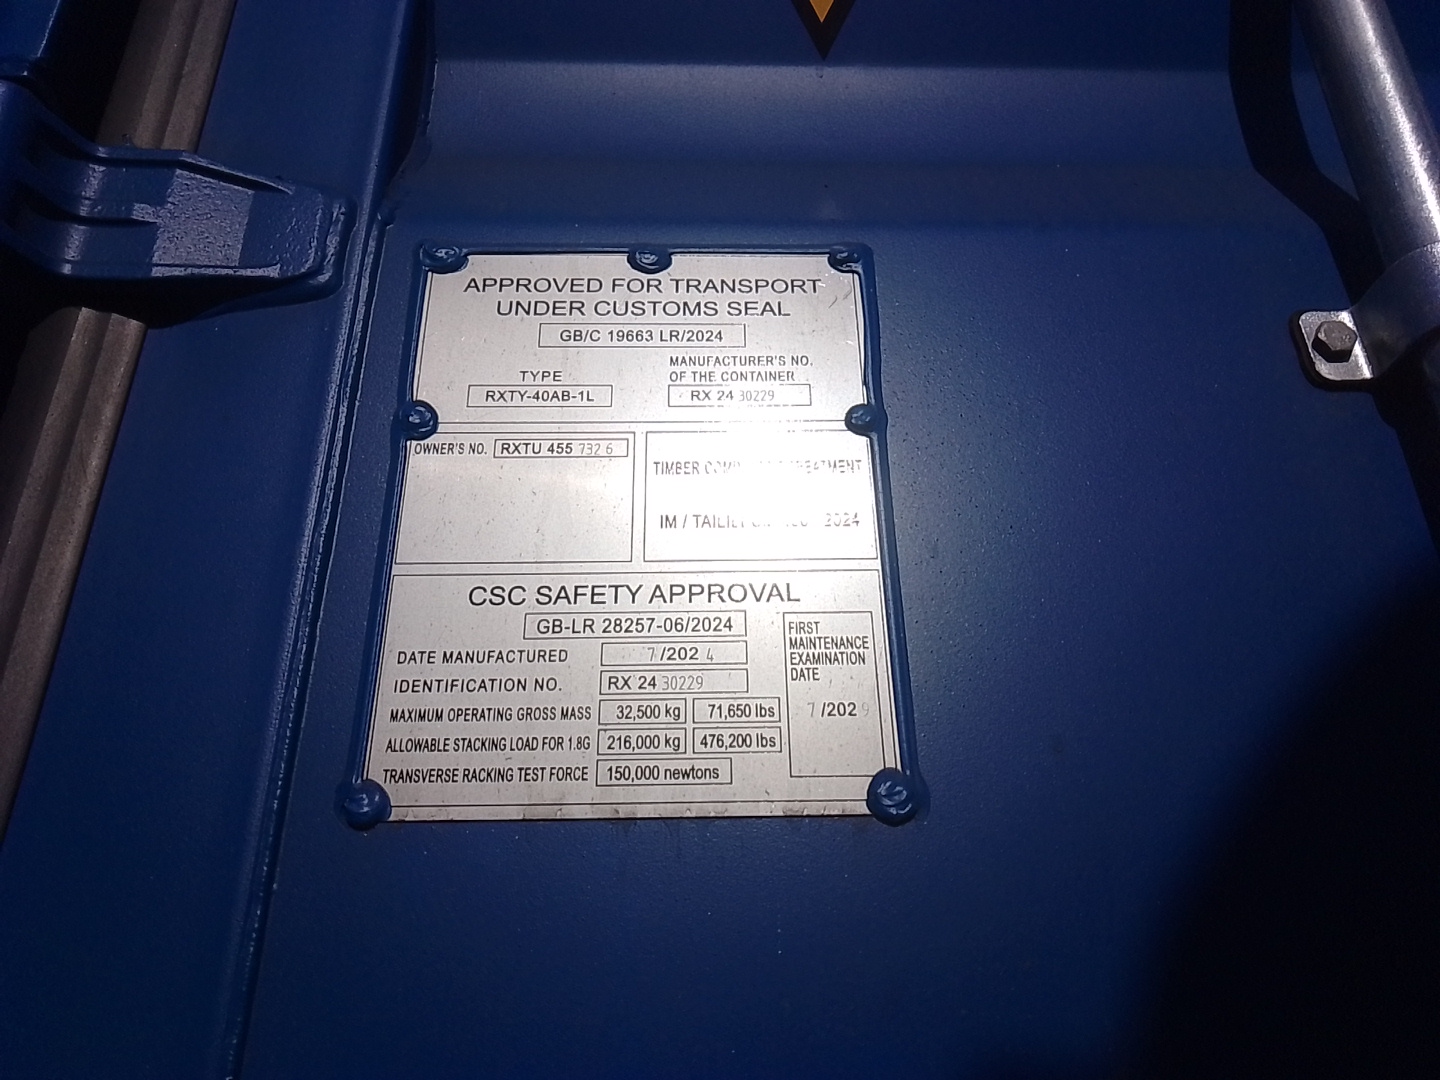 APPROVED FOR TRANSPORT
UNDER CUSTOMS SEAL
GB/C 19663 LR/2024
TYPE
RXTY-40AB-1L
MANUFACTURER'S NO.
OF THE CONTAINER
RX 24 30229
OWNER'S NO. RXTU 455 732 6
TIMBER TREATMENT
IM / 2024
CSC SAFETY APPROVAL
GB-LR 28257-06/2024
DATE MANUFACTURED 7/2024
IDENTIFICATION NO. RX 24 30229
MAXIMUM OPERATING GROSS MASS 32,500 kg 71,650 lbs
ALLOWABLE STACKING LOAD FOR 1.8G 216,000 kg 476,200 lbs
TRANSVERSE RACKING TEST FORCE 150,000 newtons
FIRST
MAINTENANCE
EXAMINATION
DATE
7/2029